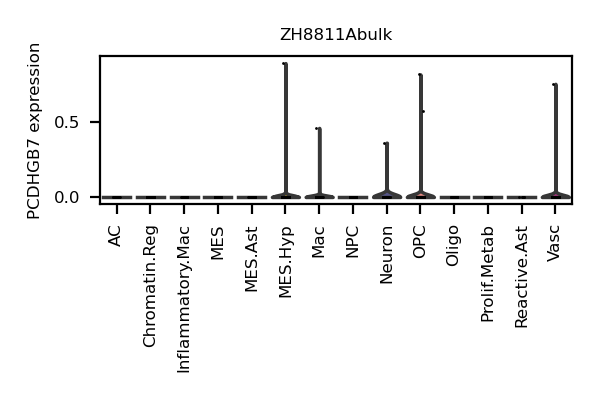 ZH8811Abulk
PCDHGB7 expression
0.5
0.0
AC
Chromatin.Reg
Inflammatory.Mac
MES
MES.Ast
MES.Hyp
Mac
NPC
Neuron
OPC
Oligo
Prolif.Metab
Reactive.Ast
Vasc